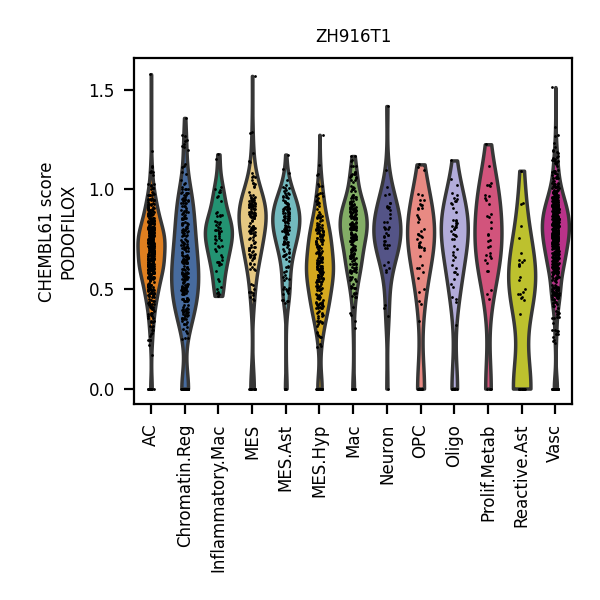 ZH916T1
CHEMBL61 score
PODOFILOX
1.5
1.0
0.5
0.0
AC
Chromatin.Reg
Inflammatory.Mac
MES
MES.Ast
MES.Hyp
Mac
Neuron
OPC
Oligo
Prolif.Metab
Reactive.Ast
Vasc